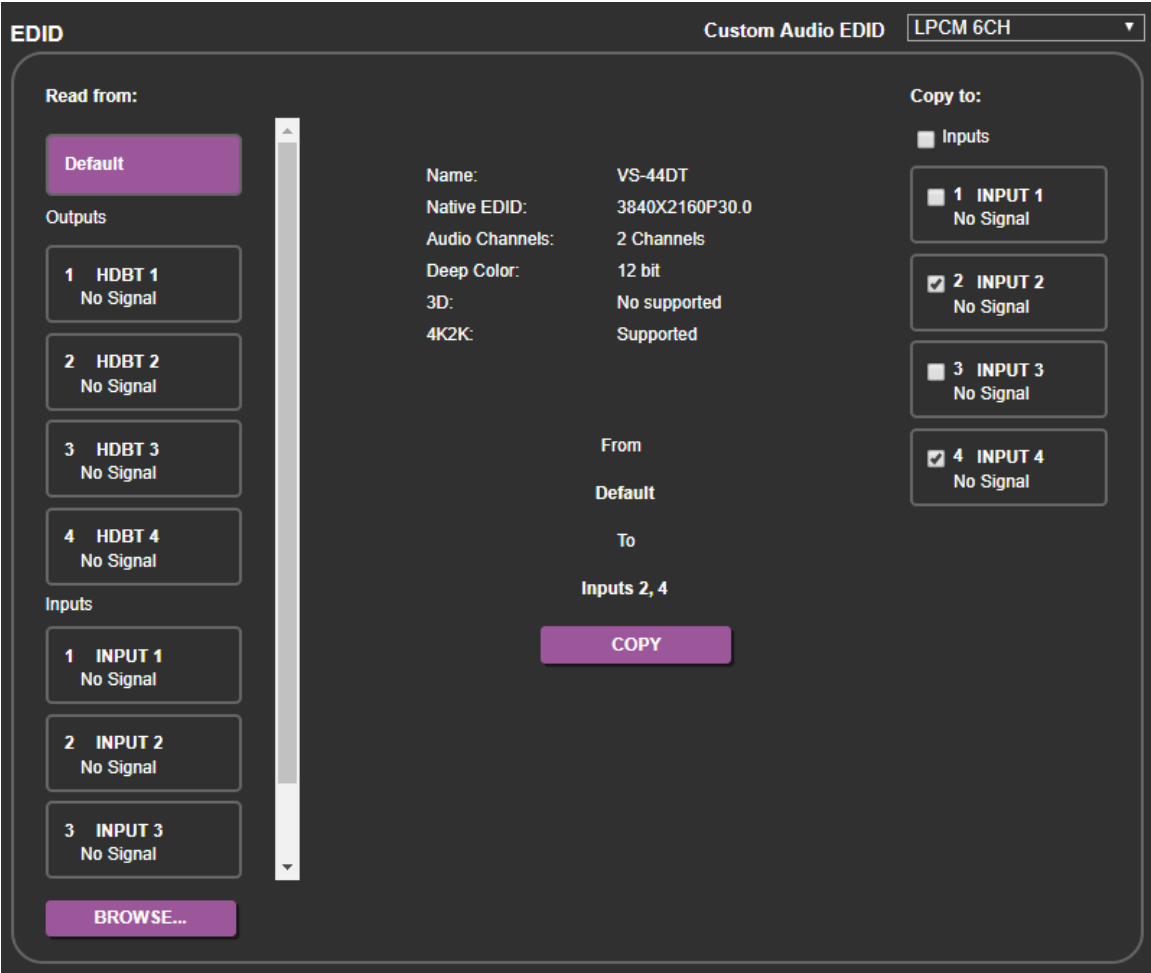 EDID
Custom Audio EDID LPCM 6CH
Read from:
Default
Outputs
1 HDBT 1
No Signal
2 HDBT 2
No Signal
3 HDBT 3
No Signal
4 HDBT 4
No Signal
Inputs
1 INPUT 1
No Signal
2 INPUT 2
No Signal
3 INPUT 3
No Signal
BROWSE...
Name: VS-44DT
Native EDID: 3840X2160P30.0
Audio Channels: 2 Channels
Deep Color: 12 bit
3D: No supported
4K2K: Supported
From
Default
To
Inputs 2, 4
COPY
Copy to:
Inputs
1 INPUT 1
No Signal
2 INPUT 2
No Signal
3 INPUT 3
No Signal
4 INPUT 4
No Signal